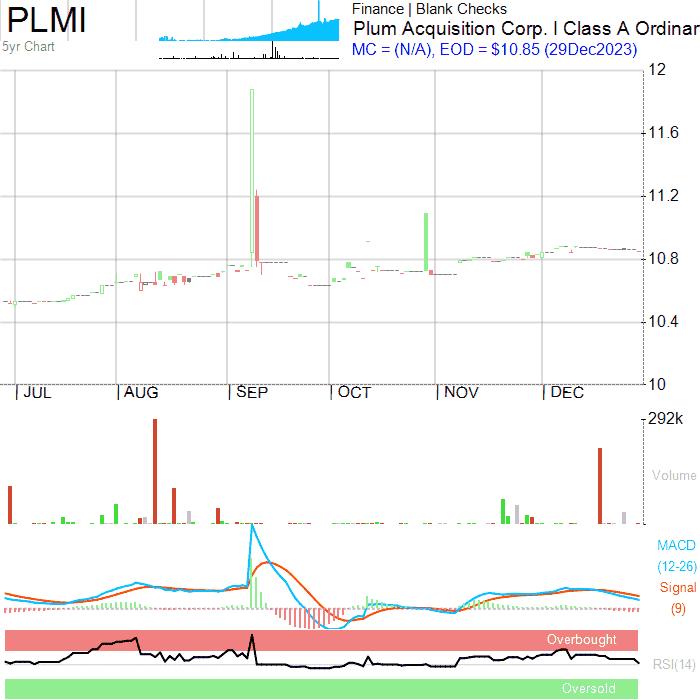 PLMI
5yr Chart
Finance | Blank Checks
Plum Acquisition Corp. I Class A Ordinar
MC = (N/A), EOD = $10.85 (29Dec2023)
12
11.6
11.2
10.8
10.4
10
JUL
AUG
SEP
OCT
NOV
DEC
292k
Volume
MACD
(12-26)
Signal
(9)
Overbought
RSI(14)
Oversold